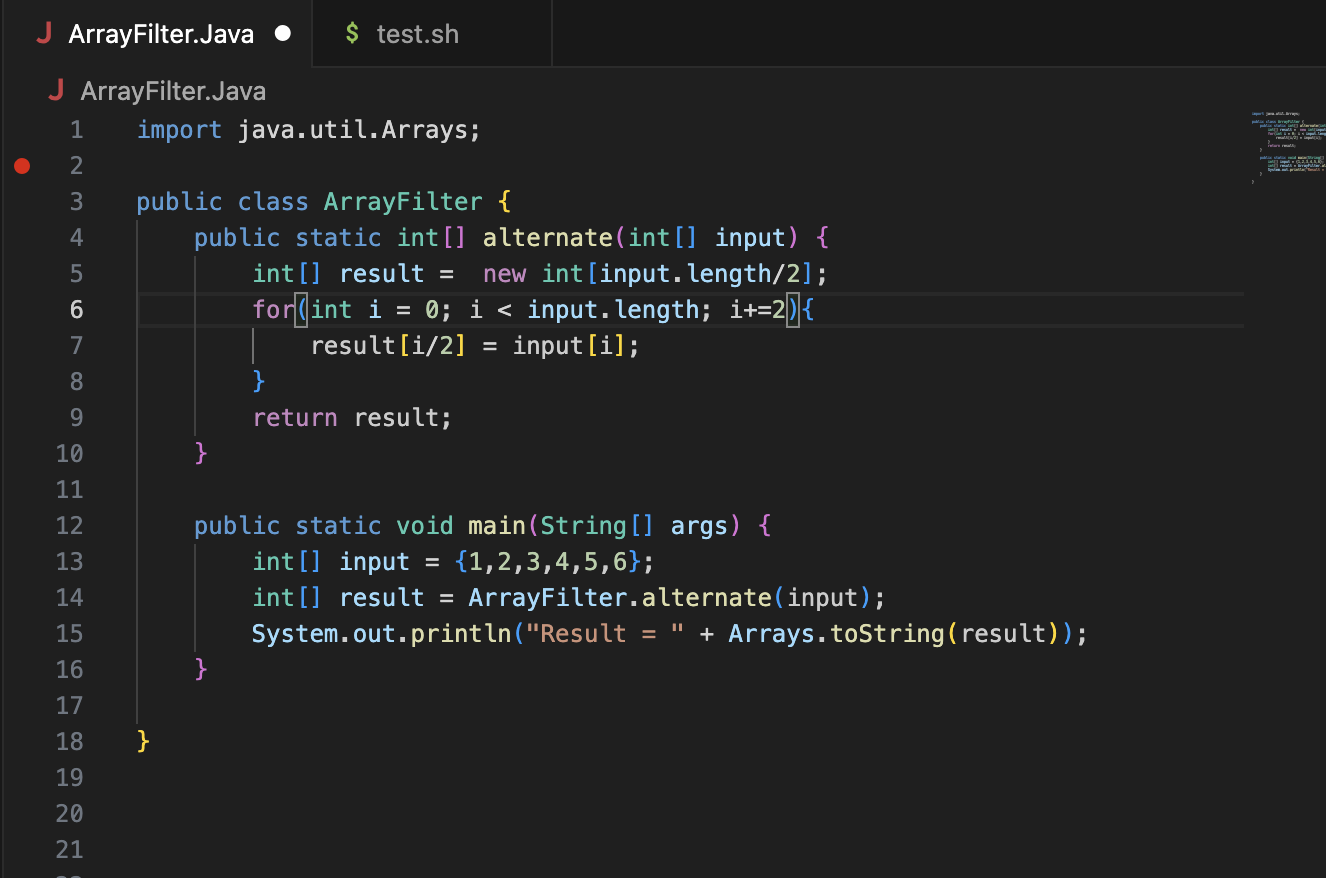 J ArrayFilter.Java
$ test.sh
J ArrayFilter.Java
1 import java.util.Arrays;
2
3 public class ArrayFilter {
4     public static int[] alternate(int[] input) {
5         int[] result =  new int[input.length/2];
6         for(int i = 0; i < input.length; i+=2){
7             result[i/2] = input[i];
8         }
9         return result;
10     }
11
12     public static void main(String[] args) {
13         int[] input = {1,2,3,4,5,6};
14         int[] result = ArrayFilter.alternate(input);
15         System.out.println("Result = " + Arrays.toString(result));
16     }
17
18 }
19
20
21